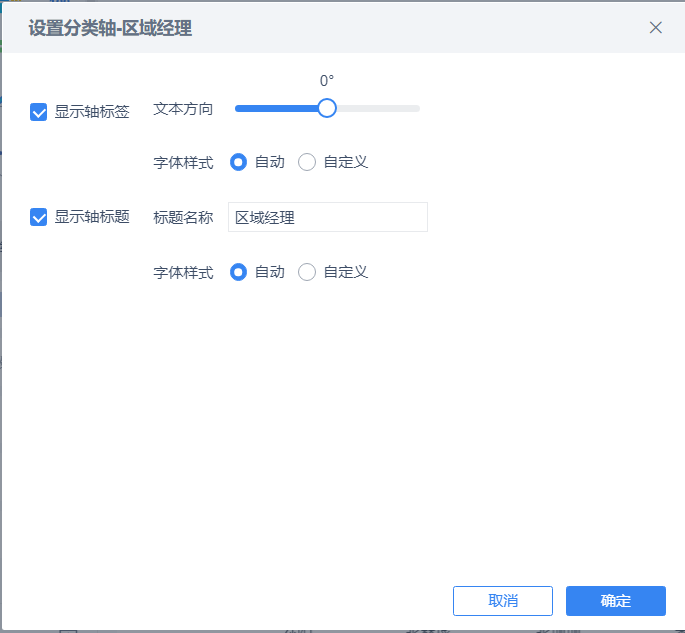 设置分类轴-区域经理
0°
显示轴标签 文本方向
字体样式 自动 自定义
显示轴标题 标题名称 区域经理
字体样式 自动 自定义
取消 确定